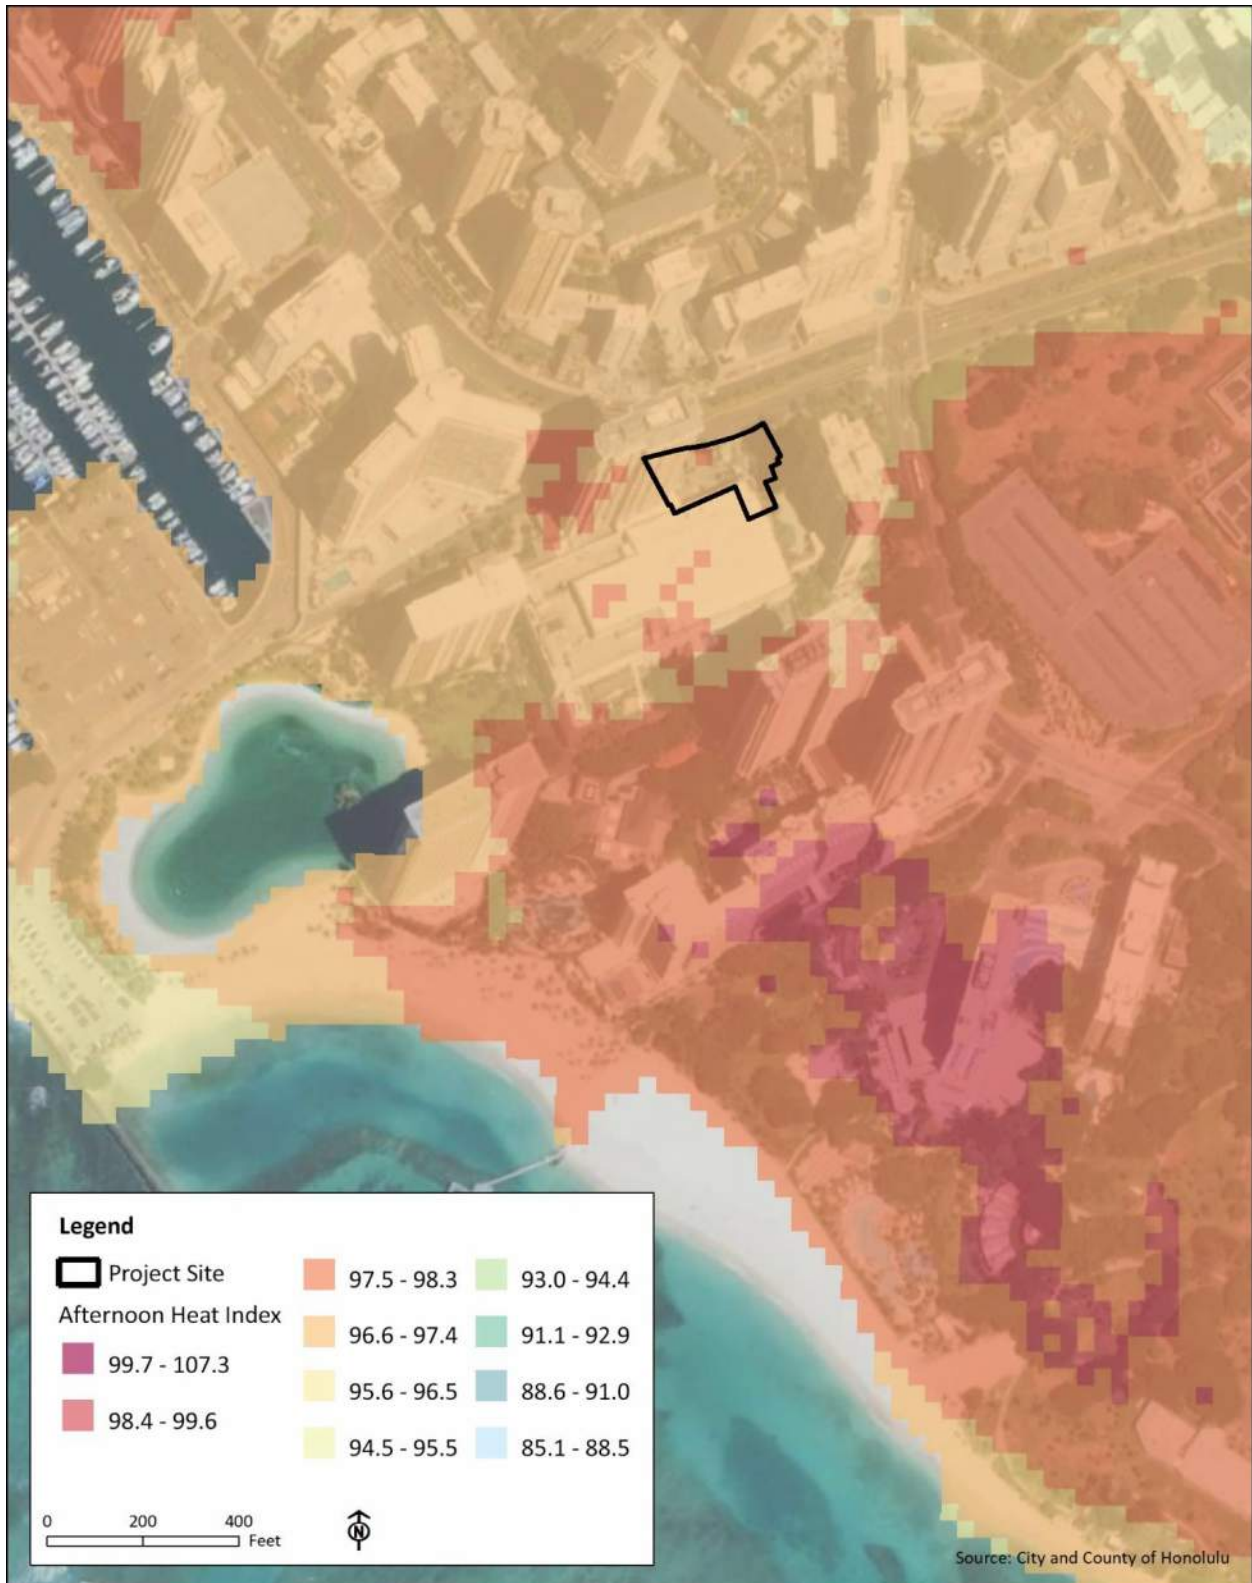 Legend
Project Site
Afternoon Heat Index
99.7 - 107.3
98.4 - 99.6
97.5 - 98.3
96.6 - 97.4
95.6 - 96.5
94.5 - 95.5
93.0 - 94.4
91.1 - 92.9
88.6 - 91.0
85.1 - 88.5
0 200 400
Feet
N
Source: City and County of Honolulu